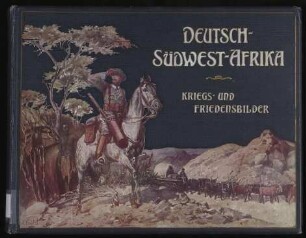 DEUTSCH-
SÜDWEST-AFRIKA
KRIEGS- UND
FRIEDENSBILDER